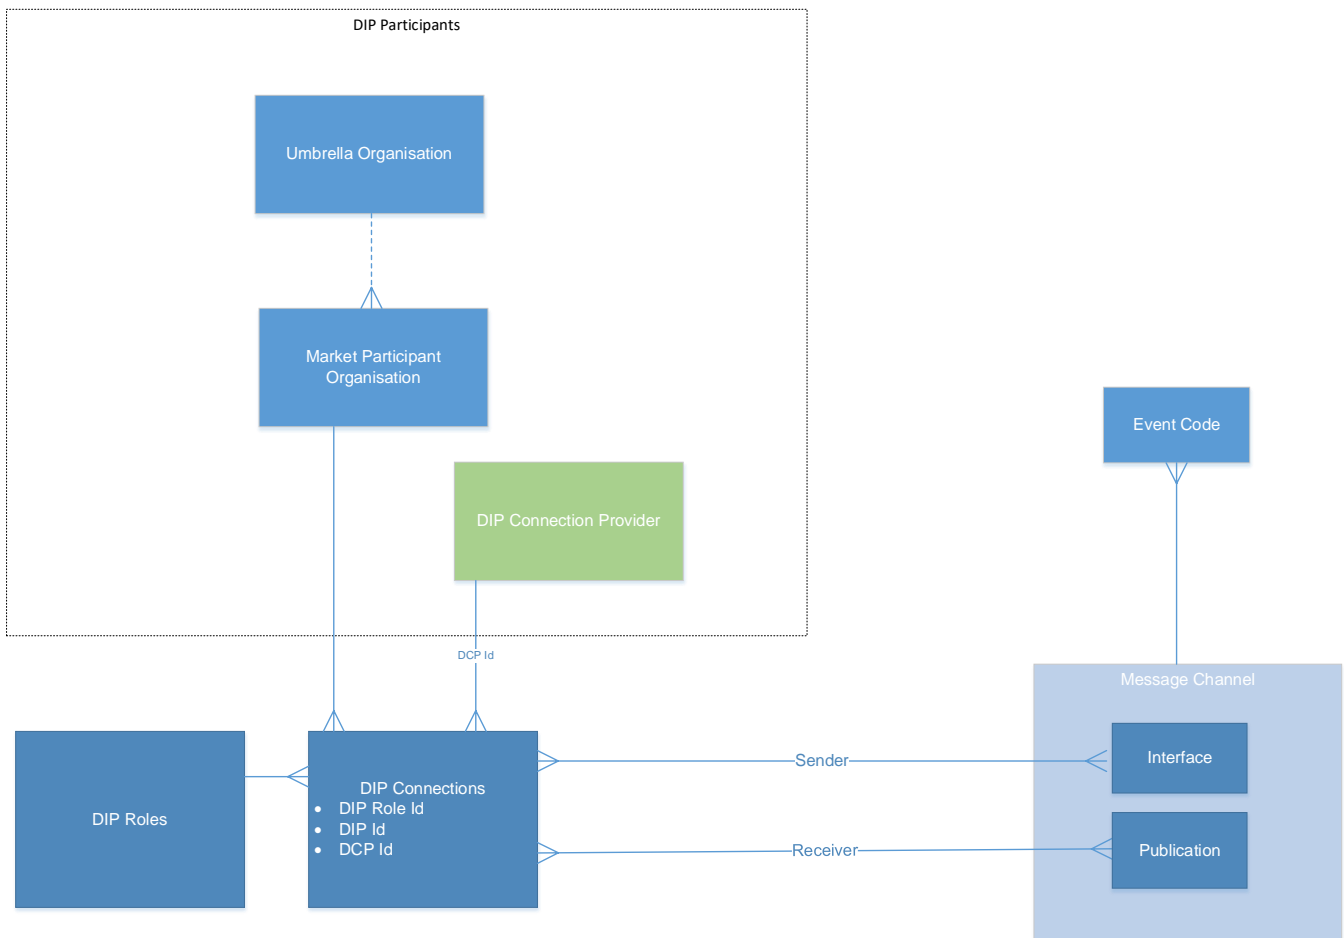 DIP Participants
Umbrella Organisation
Market Participant
Organisation
Event Code
DIP Connection Provider
DCP Id
Message Channel
DIP Roles
DIP Connections
• DIP Role Id
• DIP Id
• DCP Id
Sender
Receiver
Interface
Publication